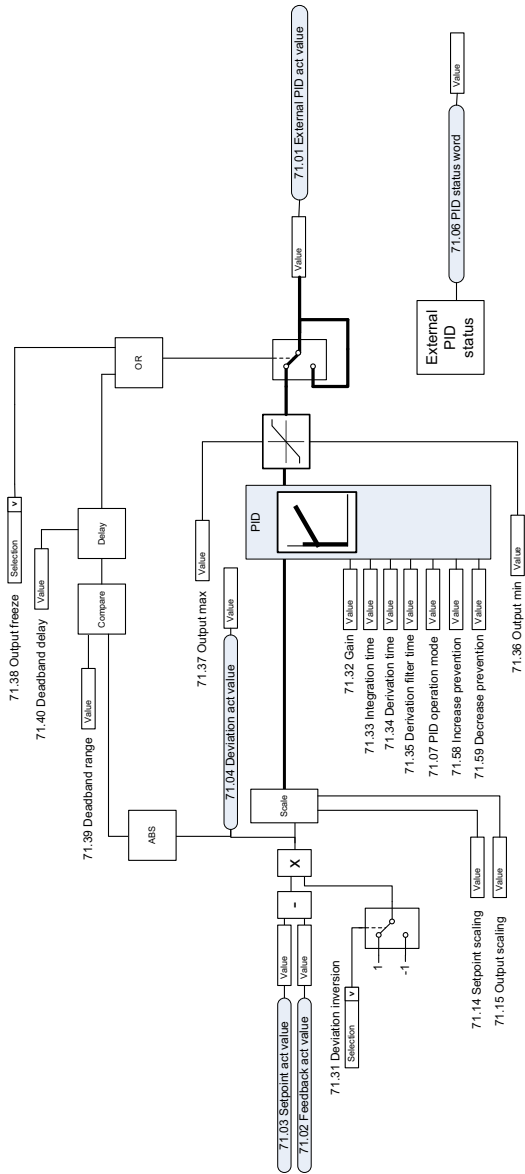 71.38 Output freeze
Selection
v
71.40 Deadband delay
Value
71.39 Deadband range
Value
Compare
Delay
OR
ABS
71.04 Deviation act value
Value
71.37 Output max
Value
71.03 Setpoint act value
Value
71.02 Feedback act value
Value
-
X
Scale
PID
Value
71.01 External PID act value
71.31 Deviation inversion
Selection
v
1
-1
71.32 Gain
Value
71.33 Integration time
Value
71.34 Derivation time
Value
71.35 Derivation filter time
Value
71.07 PID operation mode
Value
71.58 Increase prevention
Value
71.59 Decrease prevention
Value
71.14 Setpoint scaling
Value
71.15 Output scaling
Value
71.36 Output min
Value
External
PID
status
71.06 PID status word
Value